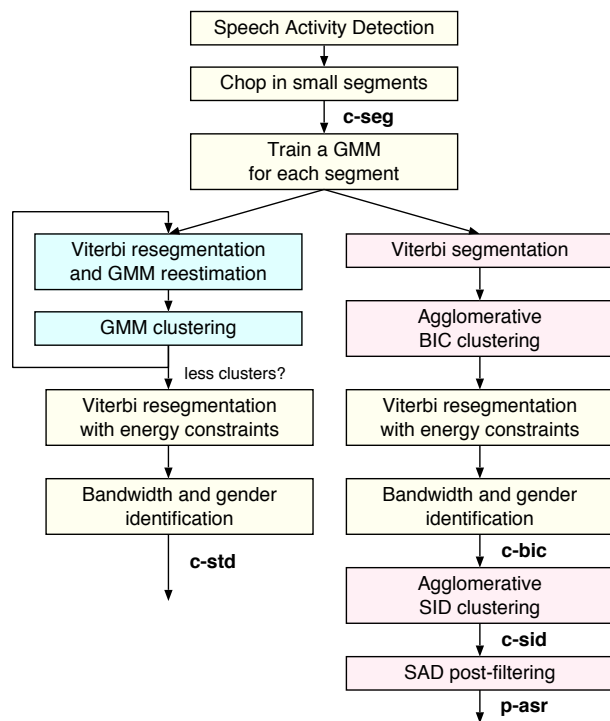 Speech Activity Detection
Chop in small segments
c-seg
Train a GMM
for each segment
Viterbi resegmentation
and GMM reestimation
GMM clustering
less clusters?
Viterbi resegmentation
with energy constraints
Bandwidth and gender
identification
c-std
Viterbi segmentation
Agglomerative
BIC clustering
Viterbi resegmentation
with energy constraints
Bandwidth and gender
identification
c-bic
Agglomerative
SID clustering
c-sid
SAD post-filtering
p-asr